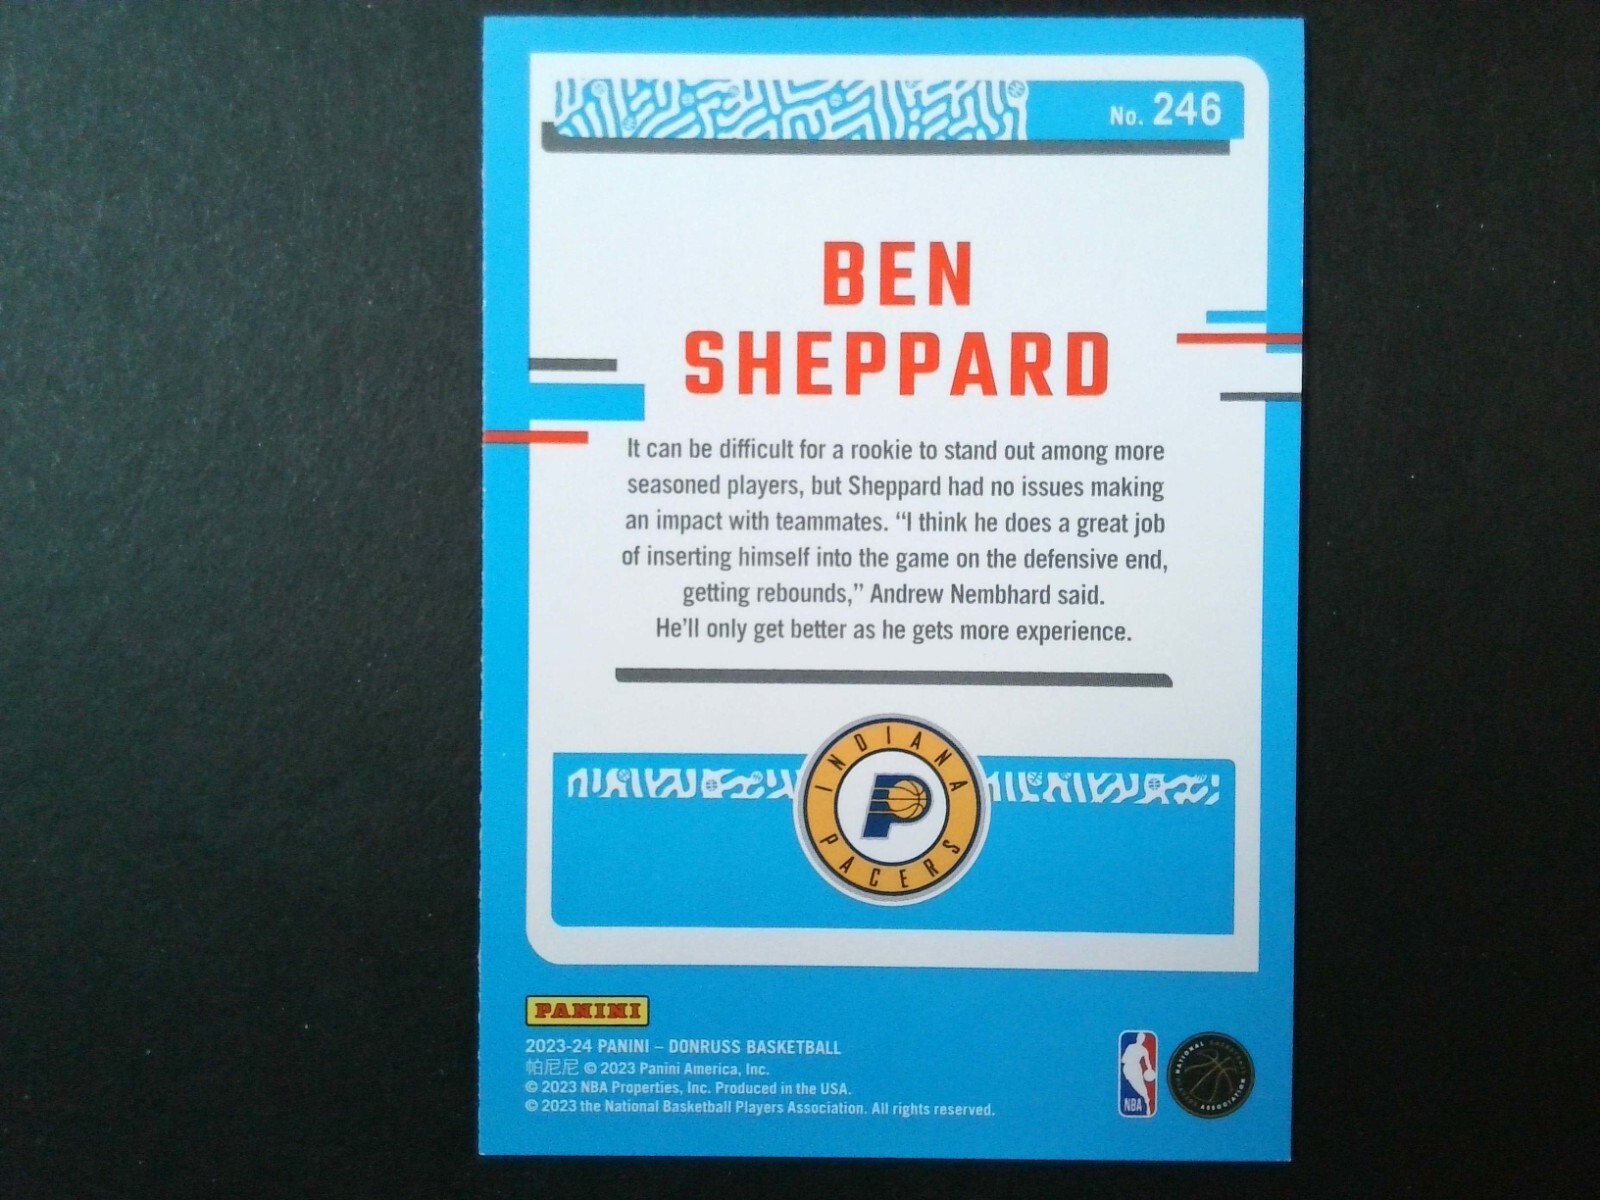 No. 246
BEN
SHEPPARD
It can be difficult for a rookie to stand out among more
seasoned players, but Sheppard had no issues making
an impact with teammates. “I think he does a great job
of inserting himself into the game on the defensive end,
getting rebounds,” Andrew Nembhard said.
He’ll only get better as he gets more experience.
INDIANA
PACERS
PANINI
2023-24 PANINI – DONRUSS BASKETBALL
帕尼尼 © 2023 Panini America, Inc.
© 2023 NBA Properties, Inc. Produced in the USA.
© 2023 the National Basketball Players Association. All rights reserved.
NBA
NATIONAL BASKETBALL
PLAYERS ASSOCIATION